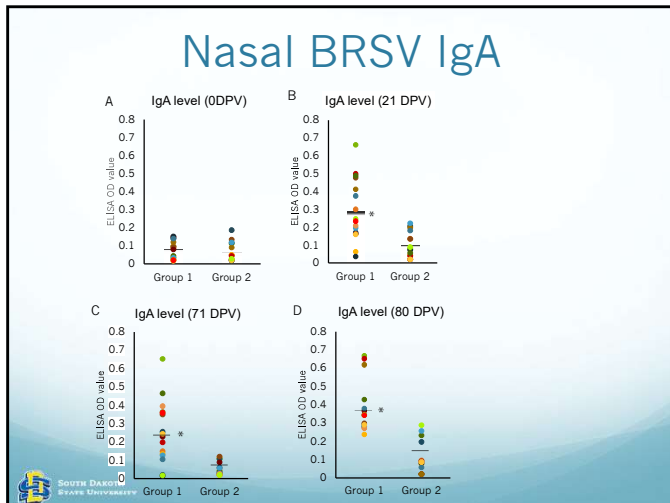 Nasal BRSV IgA
A
IgA level (0DPV)
ELISA OD value
0.8
0.7
0.6
0.5
0.4
0.3
0.2
0.1
0
Group 1
Group 2
B
IgA level (21 DPV)
ELISA OD value
0.8
0.7
0.6
0.5
0.4
0.3
0.2
0.1
0
*
Group 1
Group 2
C
IgA level (71 DPV)
ELISA OD value
0.8
0.7
0.6
0.5
0.4
0.3
0.2
0.1
0
*
Group 1
Group 2
D
IgA level (80 DPV)
ELISA OD value
0.8
0.7
0.6
0.5
0.4
0.3
0.2
0.1
0
*
Group 1
Group 2
SOUTH DAKOTA
STATE UNIVERSITY